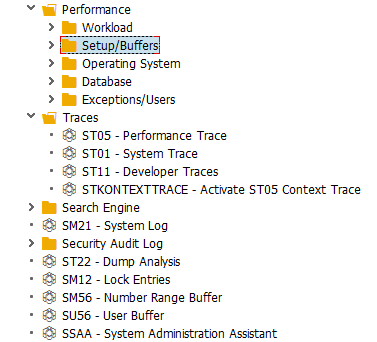 Performance
Workload
Setup/Buffers
Operating System
Database
Exceptions/Users
Traces
ST05 - Performance Trace
ST01 - System Trace
ST11 - Developer Traces
STKONTEXTTRACE - Activate ST05 Context Trace
Search Engine
SM21 - System Log
Security Audit Log
ST22 - Dump Analysis
SM12 - Lock Entries
SM56 - Number Range Buffer
SU56 - User Buffer
SSAA - System Administration Assistant